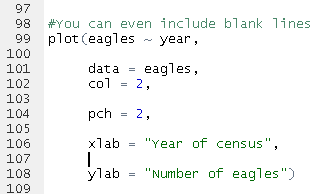 97
98 #You can even include blank lines
99 plot(eagles ~ year,
100
101 data = eagles,
102 col = 2,
103
104 pch = 2,
105
106 xlab = "Year of census",
107
108 ylab = "Number of eagles")
109